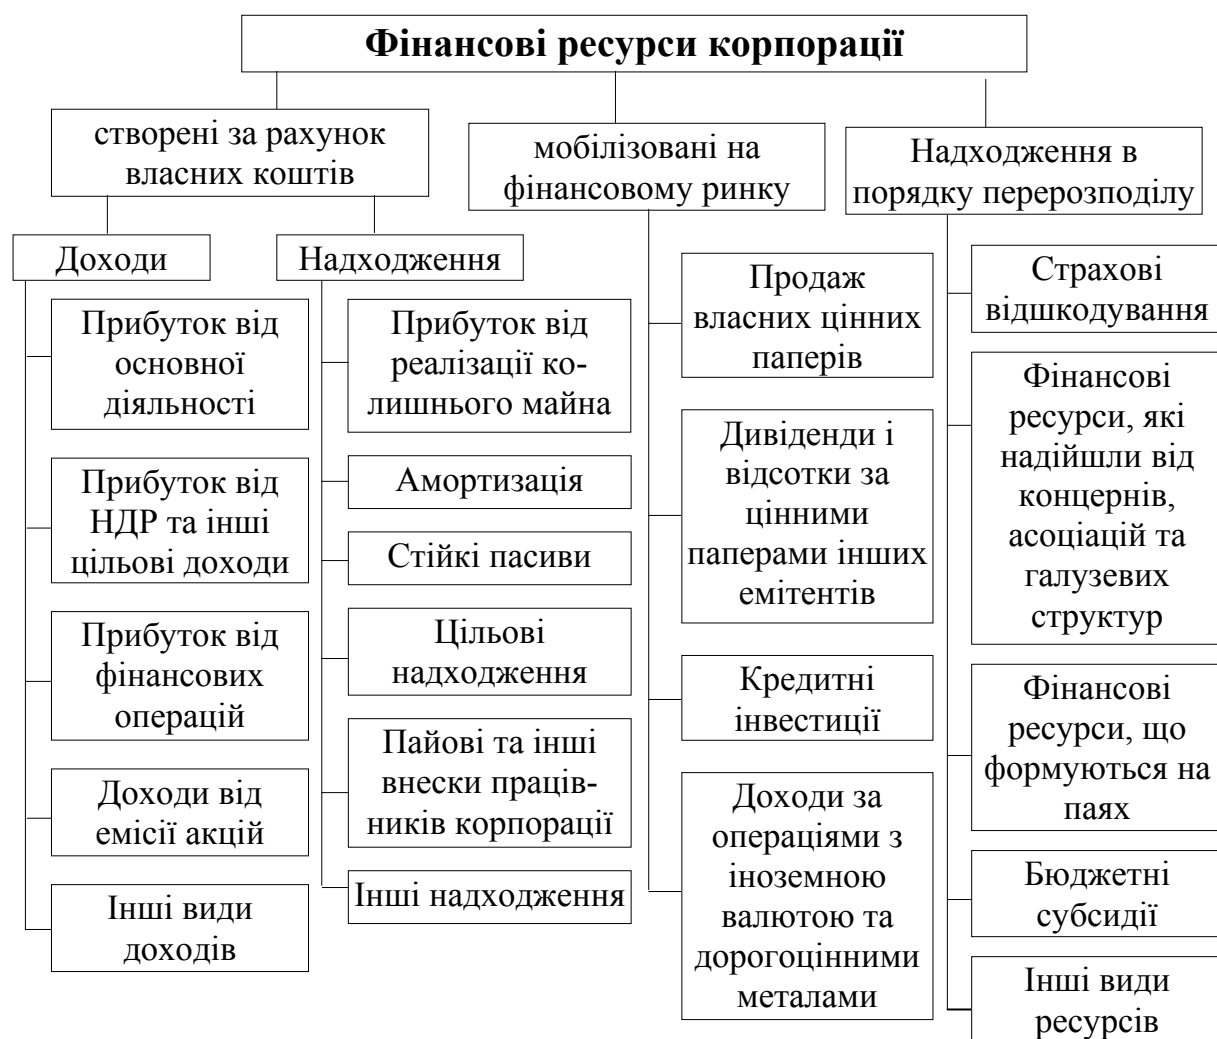 Фінансові ресурси корпорації
створені за рахунок
власних коштів
мобілізовані на
фінансовому ринку
Надходження в
порядку перерозподілу
Доходи
Прибуток від
основної
діяльності
Прибуток від
НДР та інші
цільові доходи
Прибуток від
фінансових
операцій
Доходи від
емісії акцій
Інші види
доходів
Надходження
Прибуток від
реалізації ко-
лишнього майна
Амортизація
Стійкі пасиви
Цільові
надходження
Пайові та інші
внески праців-
ників корпорації
Інші надходження
Продаж
власних цінних
паперів
Дивіденди і
відсотки за
цінними
паперами інших
емітентів
Кредитні
інвестиції
Доходи за
операціями з
іноземною
валютою та
дорогоцінними
металами
Страхові
відшкодування
Фінансові
ресурси, які
надійшли від
концернів,
асоціацій та
галузевих
структур
Фінансові
ресурси, що
формуються на
паях
Бюджетні
субсидії
Інші види
ресурсів